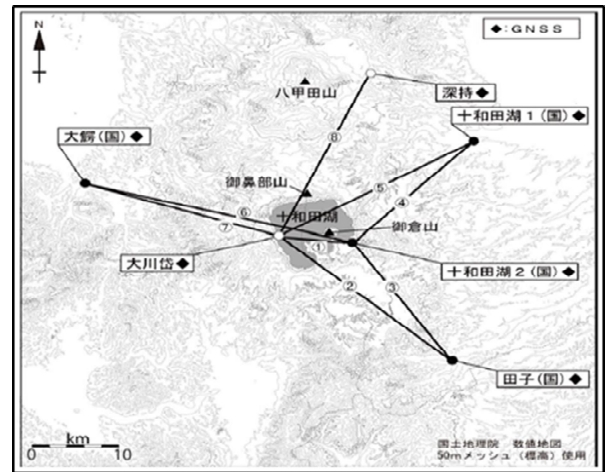 N
◆:GNSS
八甲田山
深持◆
十和田湖1(国)◆
大鰐(国)◆
⑧
⑤
④
御鼻部山
⑥
十和田湖
⑦
御倉山
大川岱◆
①
十和田湖2(国)◆
②
③
田子(国)◆
km
0
10
国土地理院 数値地図
50mメッシュ(標高)使用